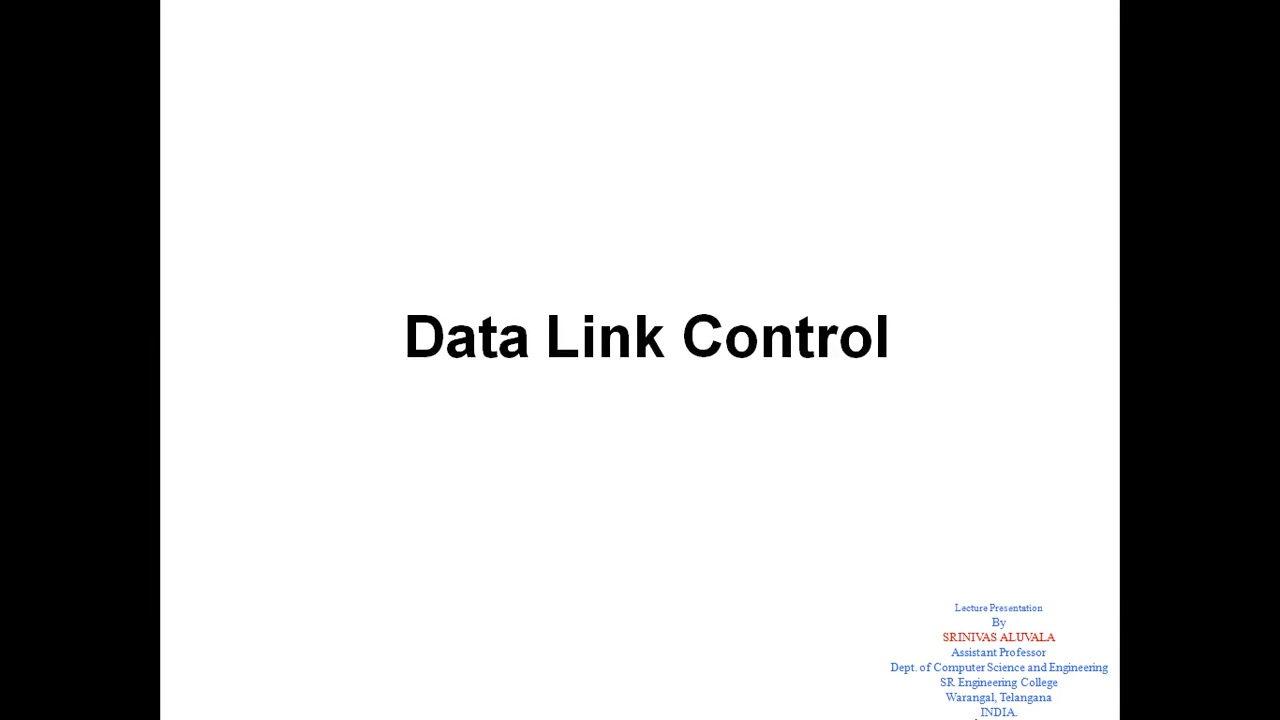 Data Link Control
Lecture Presentation
By
SRINIVAS ALUVALA
Assistant Professor
Dept. of Computer Science and Engineering
SR Engineering College
Warangal, Telangana
INDIA.